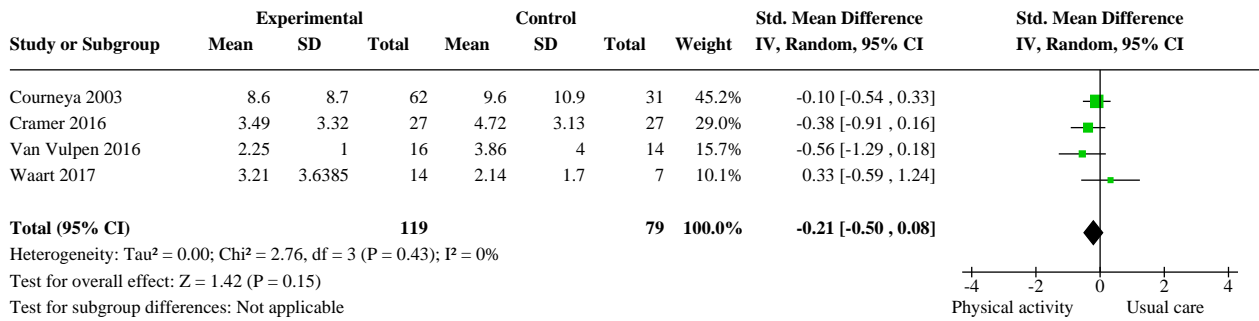 Experimental Control Std. Mean Difference Std. Mean Difference
Study or Subgroup Mean SD Total Mean SD Total Weight IV, Random, 95% CI IV, Random, 95% CI
Courneya 2003 8.6 8.7 62 9.6 10.9 31 45.2% -0.10 [-0.54 , 0.33]
Cramer 2016 3.49 3.32 27 4.72 3.13 27 29.0% -0.38 [-0.91 , 0.16]
Van Vulpen 2016 2.25 1 16 3.86 4 14 15.7% -0.56 [-1.29 , 0.18]
Waart 2017 3.21 3.6385 14 2.14 1.7 7 10.1% 0.33 [-0.59 , 1.24]
Total (95% CI) 119 79 100.0% -0.21 [-0.50 , 0.08]
Heterogeneity: Tau² = 0.00; Chi² = 2.76, df = 3 (P = 0.43); I² = 0%
Test for overall effect: Z = 1.42 (P = 0.15)
-4 -2 0 2 4
Test for subgroup differences: Not applicable
Physical activity Usual care